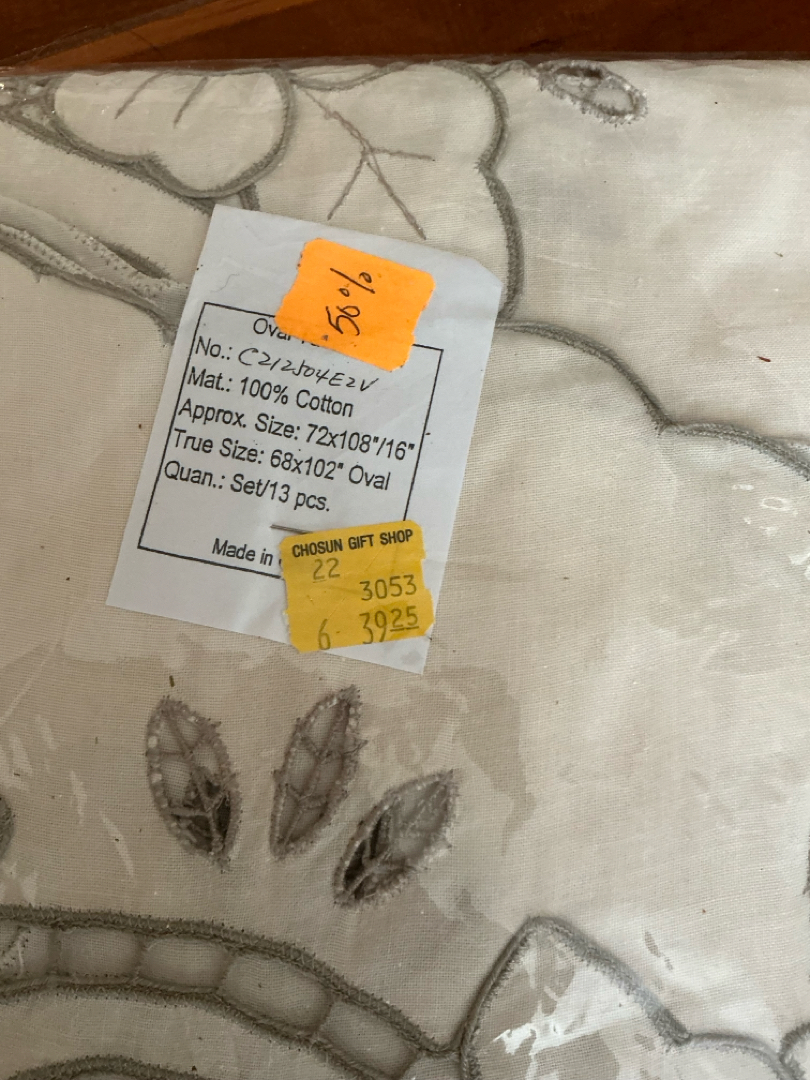 50%
No.: C212504E2V
Mat.: 100% Cotton
Approx. Size: 72x108"/16"
True Size: 68x102" Oval
Quan.: Set/13 pcs.
Made in
CHOSUN GIFT SHOP
22
3053
6 3925